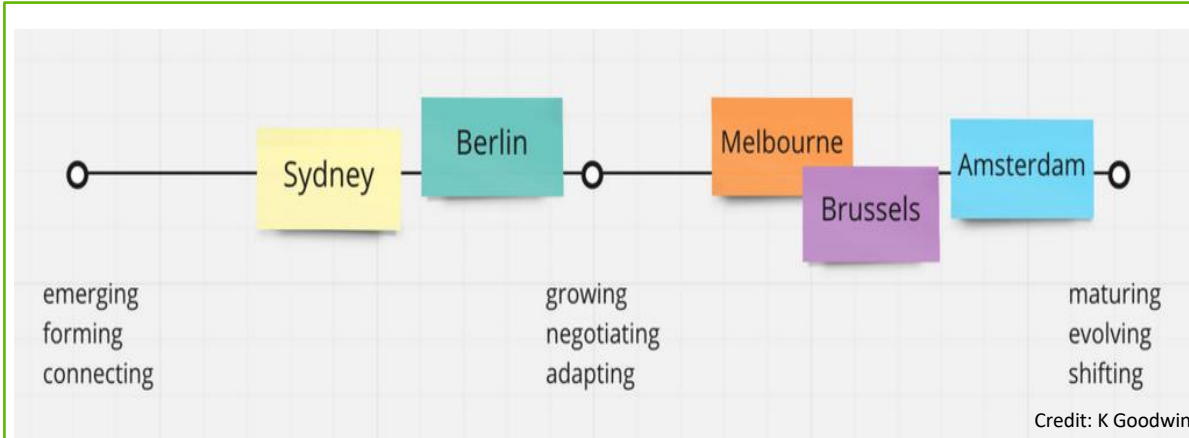 Sydney
Berlin
Melbourne
Brussels
Amsterdam
emerging
forming
connecting
growing
negotiating
adapting
maturing
evolving
shifting
Credit: K Goodwin